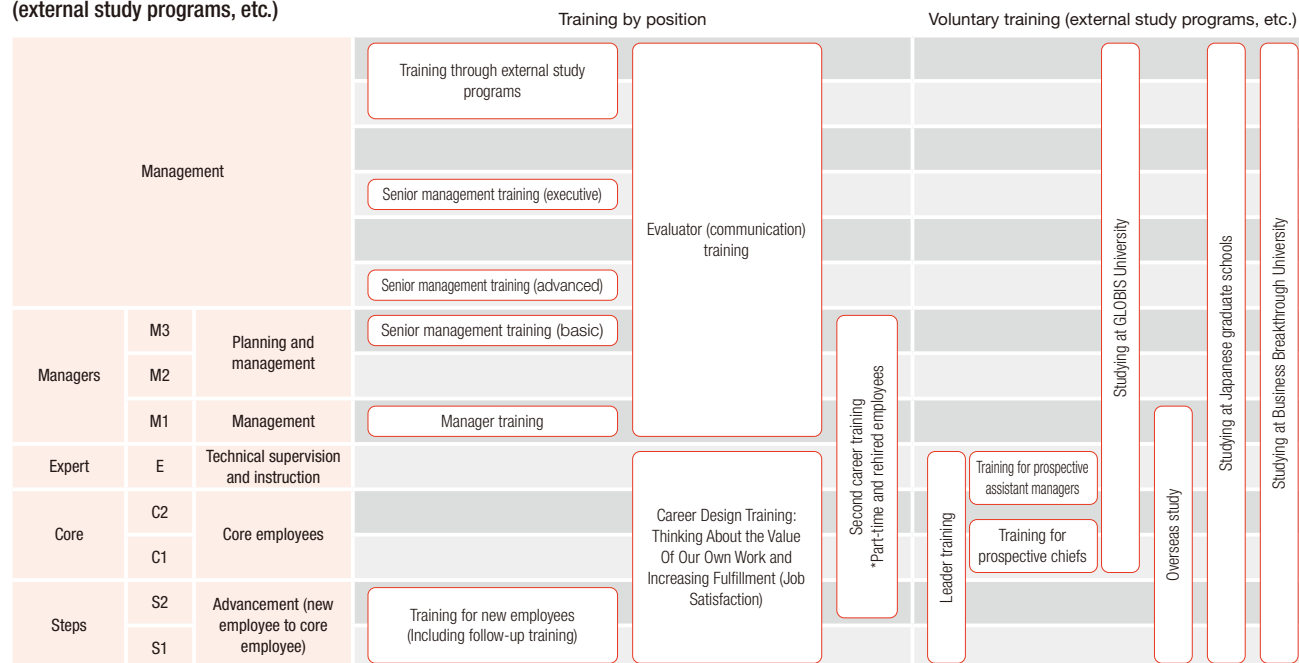 (external study programs, etc.)
Training by position
Voluntary training (external study programs, etc.)
Management
Training through external study
programs
Senior management training (executive)
Senior management training (advanced)
Evaluator (communication)
training
Managers
M3
M2
Planning and
management
Senior management training (basic)
M1
Management
Manager training
Expert
E
Technical supervision
and instruction
Core
C2
C1
Core employees
Steps
S2
S1
Advancement (new
employee to core
employee)
Training for new employees
(Including follow-up training)
Career Design Training:
Thinking About the Value
Of Our Own Work and
Increasing Fulfillment (Job
Satisfaction)
Second career training
*Part-time and rehired employees
Leader training
Training for prospective
assistant managers
Training for
prospective chiefs
Studying at GLOBIS University
Overseas study
Studying at Japanese graduate schools
Studying at Business Breakthrough University